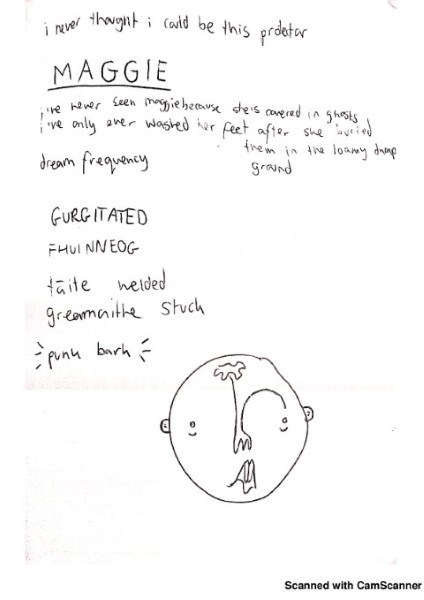 i never thought i could be this predator
MAGGIE
i've never seen maggie because she's covered in ghosts
i've only ever washed her feet after she buried
them in the loamy damp
ground
dream frequency
GURGITATED
FHUINNEOG
táite welded
greamaithe stuck
punk bark
Scanned with CamScanner